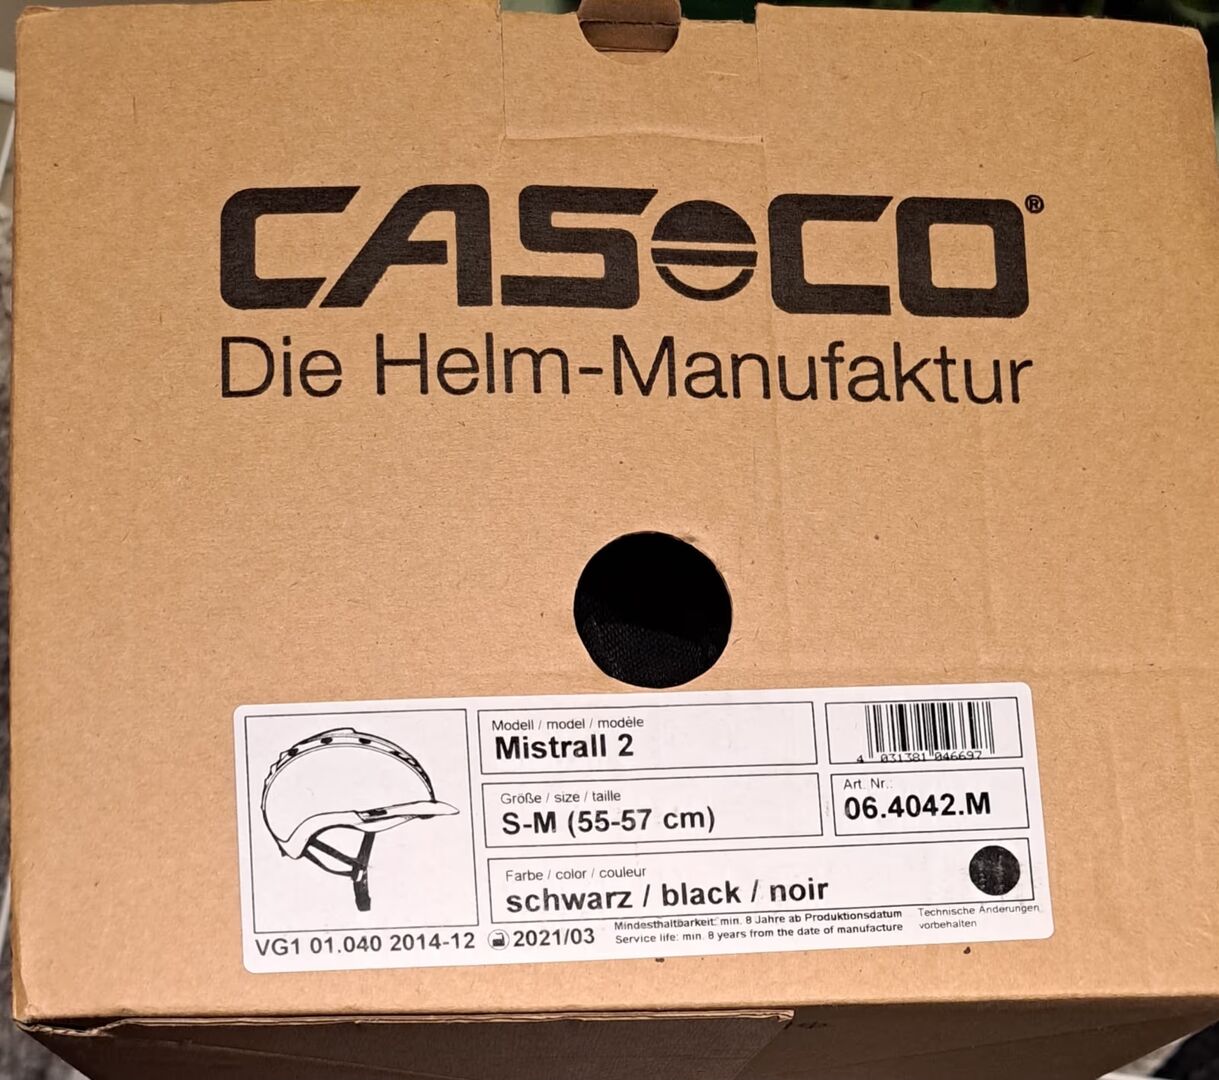 CASCO®
Die Helm-Manufaktur
Modell / model / modèle
Mistrall 2
4 031381 046697
Größe / size / taille
S-M (55-57 cm)
Art. Nr.:
06.4042.M
Farbe / color / couleur
schwarz / black / noir
VG1 01.040 2014-12 2021/03
Mindesthaltbarkeit: min. 8 Jahre ab Produktionsdatum
Service life: min. 8 years from the date of manufacture
Technische Änderungen
vorbehalten